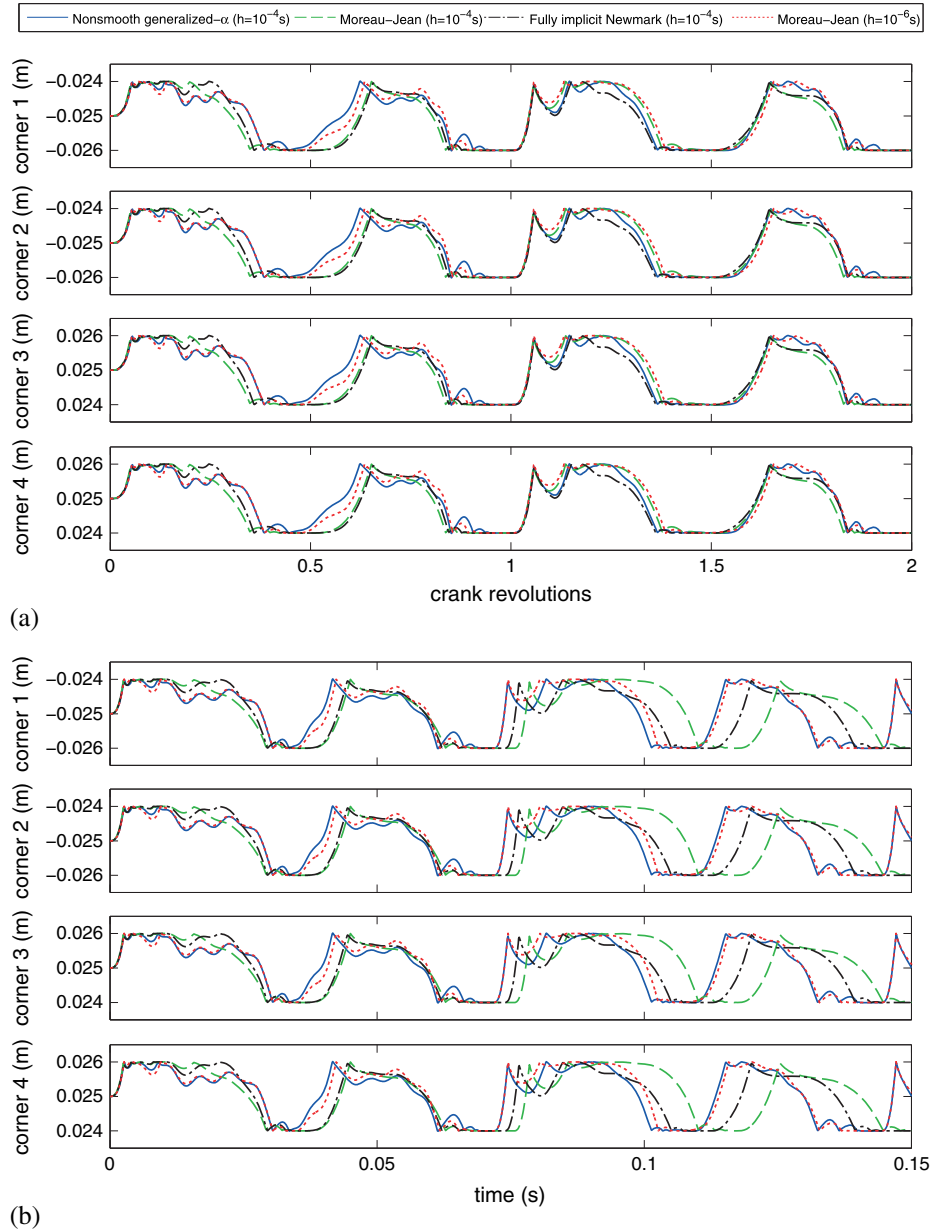 Nonsmooth generalized−α (h=10⁻⁴s) Moreau−Jean (h=10⁻⁴s) Fully implicit Newmark (h=10⁻⁴s) Moreau−Jean (h=10⁻⁶s)
corner 1 (m)
−0.024
−0.025
−0.026
corner 2 (m)
−0.024
−0.025
−0.026
corner 3 (m)
0.026
0.025
0.024
corner 4 (m)
0.026
0.025
0.024
0 0.5 1 1.5 2
crank revolutions
(a)
corner 1 (m)
−0.024
−0.025
−0.026
corner 2 (m)
−0.024
−0.025
−0.026
corner 3 (m)
0.026
0.025
0.024
corner 4 (m)
0.026
0.025
0.024
0 0.05 0.1 0.15
time (s)
(b)